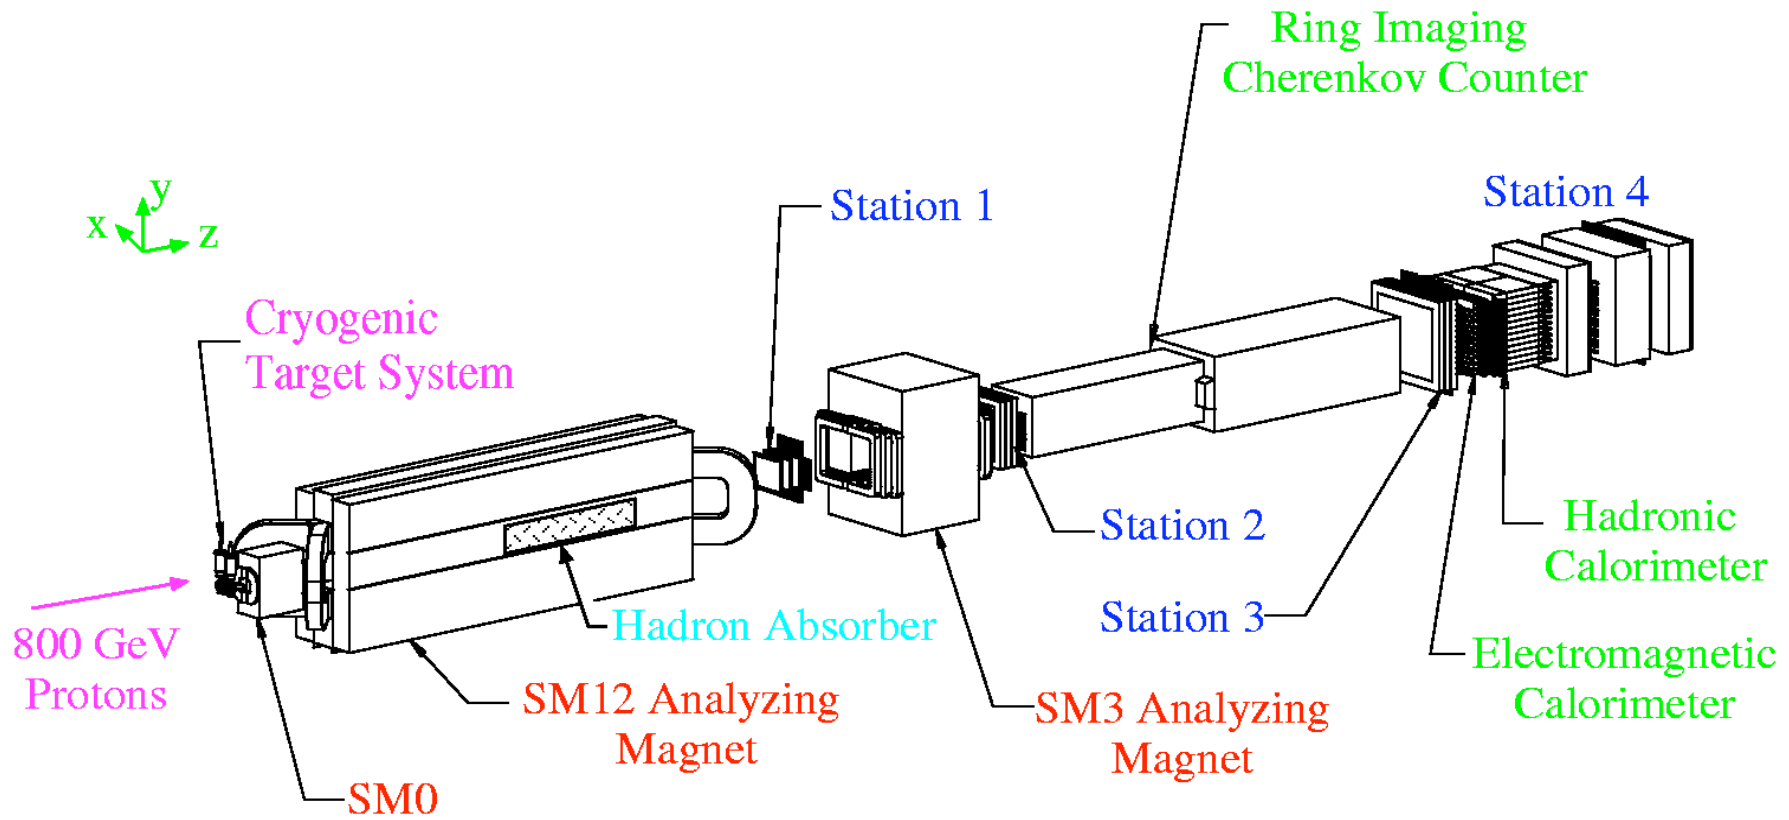 Ring Imaging
Cherenkov Counter
Station 4
Station 1
y
x
z
Cryogenic
Target System
Station 2
Hadronic
Calorimeter
Station 3
Hadron Absorber
800 GeV
Protons
Electromagnetic
Calorimeter
SM12 Analyzing
Magnet
SM3 Analyzing
Magnet
SM0